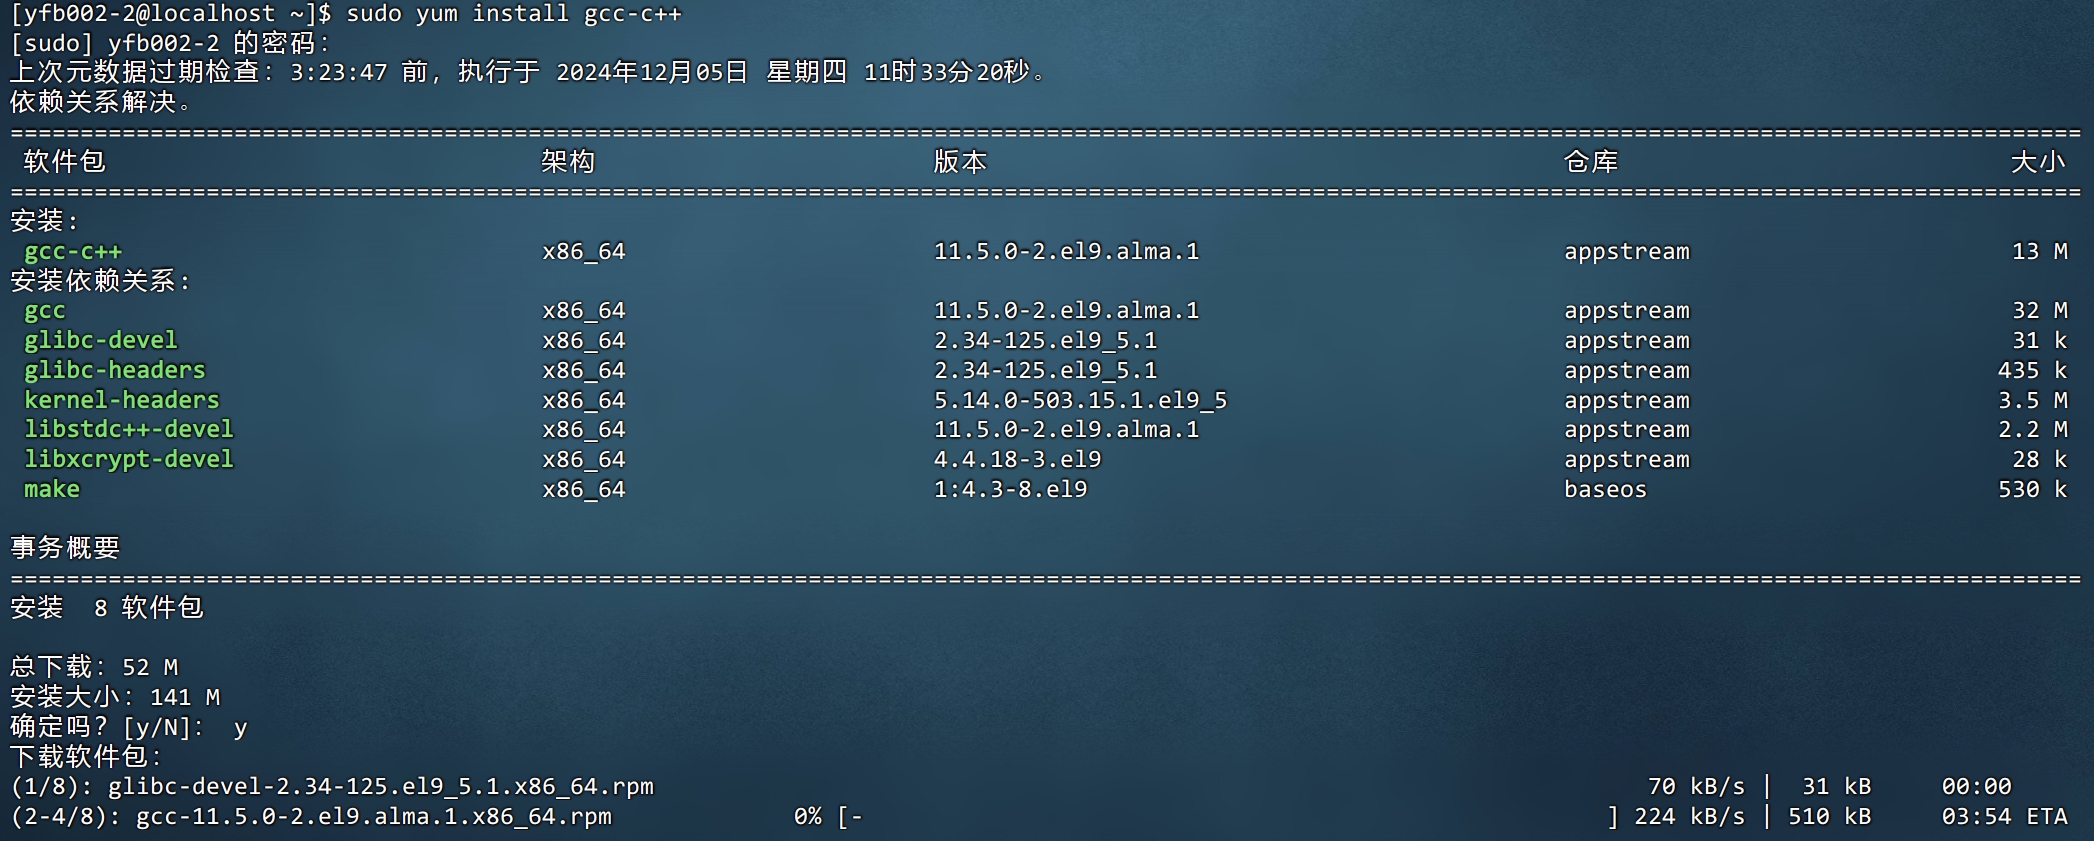 [yfb002-2@localhost ~]$ sudo yum install gcc-c++
[sudo] yfb002-2 的密码：
上次元数据过期检查：3:23:47 前，执行于 2024年12月05日 星期四 11时33分20秒。
依赖关系解决。
====================================================================================================================================================
软件包 架构 版本 仓库 大小
====================================================================================================================================================
安装:
gcc-c++ x86_64 11.5.0-2.el9.alma.1 appstream 13 M
安装依赖关系:
gcc x86_64 11.5.0-2.el9.alma.1 appstream 32 M
glibc-devel x86_64 2.34-125.el9_5.1 appstream 31 k
glibc-headers x86_64 2.34-125.el9_5.1 appstream 435 k
kernel-headers x86_64 5.14.0-503.15.1.el9_5 appstream 3.5 M
libstdc++-devel x86_64 11.5.0-2.el9.alma.1 appstream 2.2 M
libxcrypt-devel x86_64 4.4.18-3.el9 appstream 28 k
make x86_64 1:4.3-8.el9 baseos 530 k
事务概要
====================================================================================================================================================
安装  8 软件包
总下载：52 M
安装大小：141 M
确定吗？[y/N]： y
下载软件包：
(1/8): glibc-devel-2.34-125.el9_5.1.x86_64.rpm 70 kB/s | 31 kB 00:00
(2-4/8): gcc-11.5.0-2.el9.alma.1.x86_64.rpm 0% [- ] 224 kB/s | 510 kB 03:54 ETA